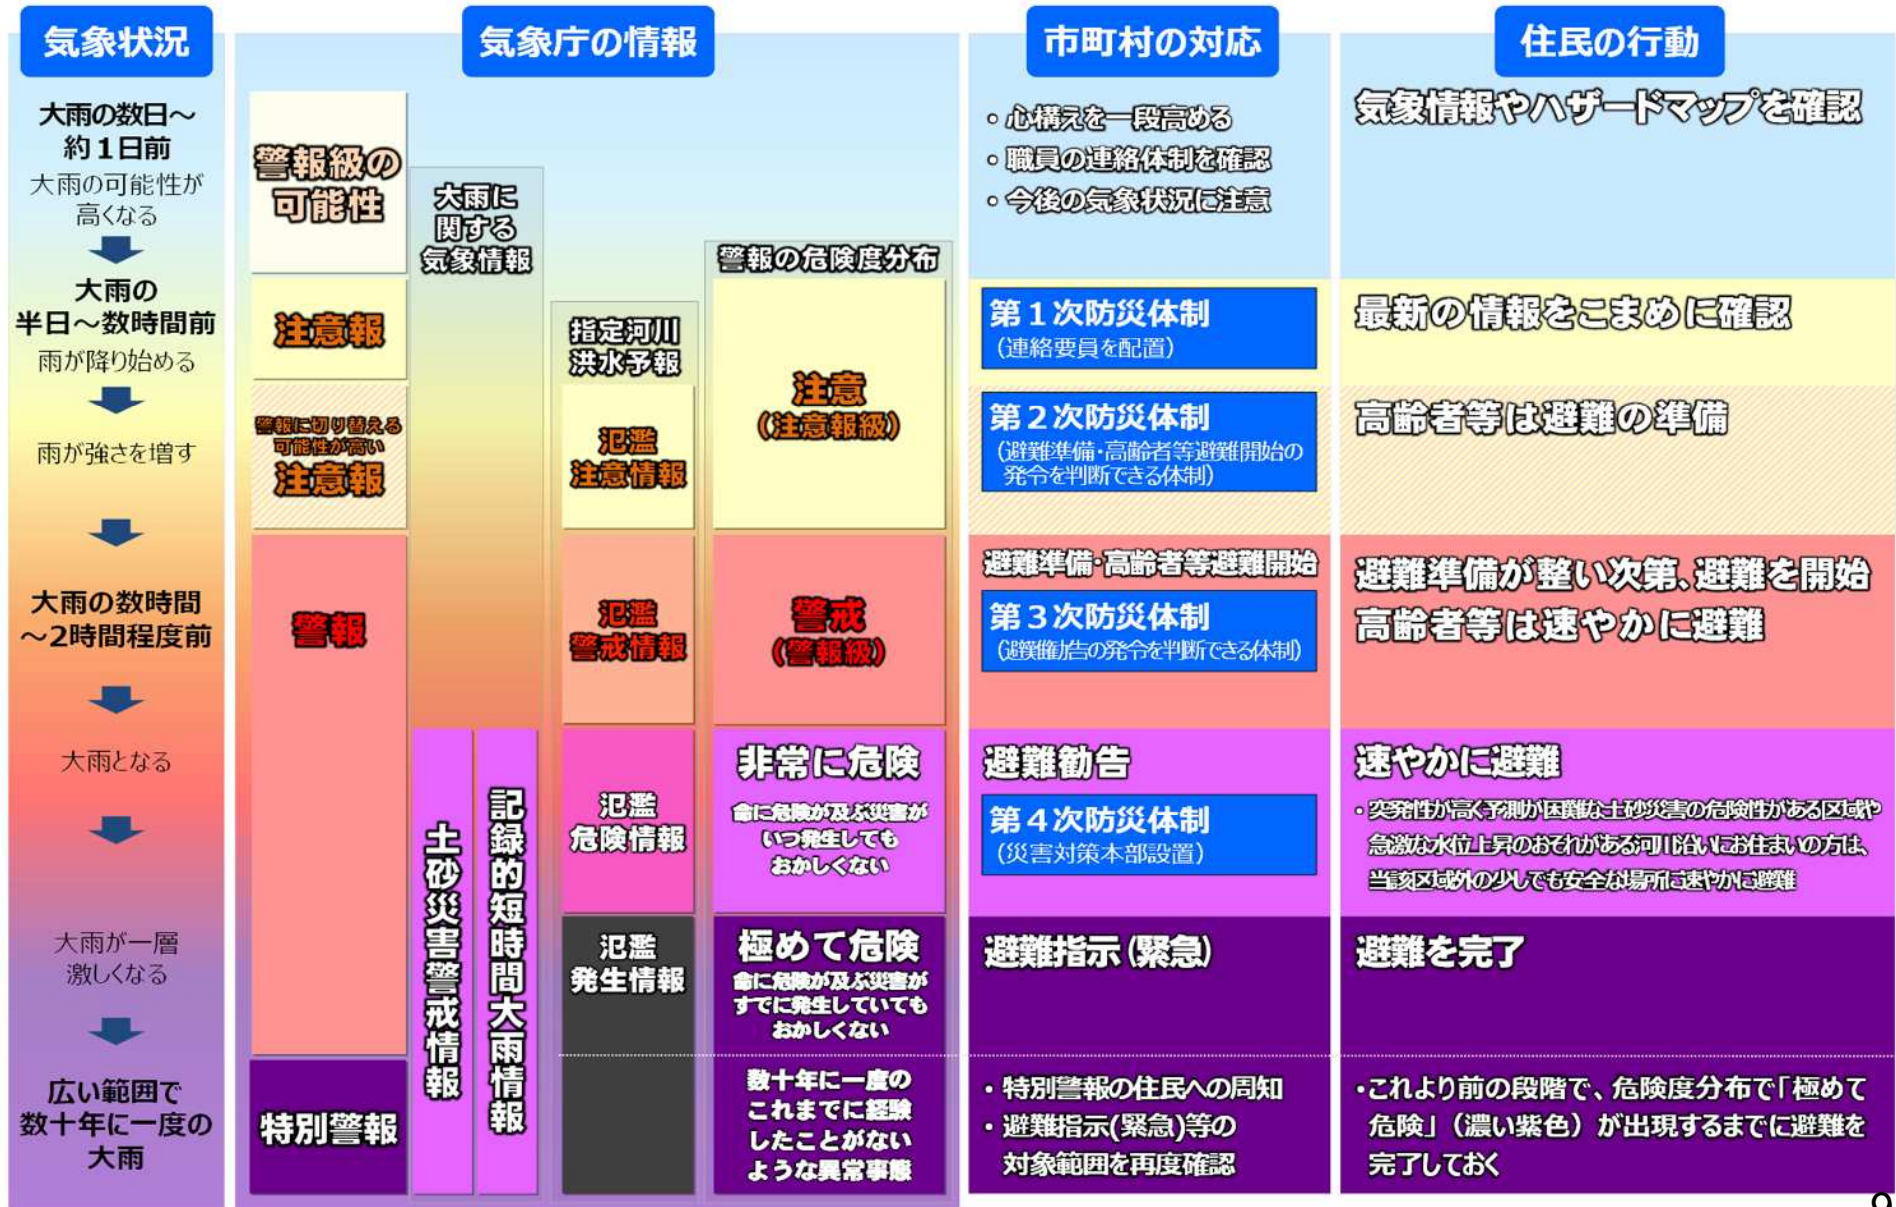 気象状況
大雨の数日～
約１日前
大雨の可能性が
高くなる
大雨の
半日～数時間前
雨が降り始める
雨が強さを増す
大雨の数時間
～2時間程度前
大雨となる
大雨が一層
激しくなる
広い範囲で
数十年に一度の
大雨
気象庁の情報
警報級の
可能性
注意報
警報に切り替える
可能性が高い
注意報
警報
特別警報
大雨に
関する
気象情報
土砂災害警戒情報
記録的短時間大雨情報
指定河川
洪水予報
氾濫
注意情報
氾濫
警戒情報
氾濫
危険情報
氾濫
発生情報
警報の危険度分布
注意
（注意報級）
警戒
（警報級）
非常に危険
命に危険が及ぶ災害が
いつ発生しても
おかしくない
極めて危険
命に危険が及ぶ災害が
すでに発生していても
おかしくない
数十年に一度の
これまでに経験
したことがない
ような異常事態
市町村の対応
・心構えを一段高める
・職員の連絡体制を確認
・今後の気象状況に注意
第１次防災体制
（連絡要員を配置）
第２次防災体制
（避難準備・高齢者等避難開始の
発令を判断できる体制）
避難準備・高齢者等避難開始
第３次防災体制
（避難勧告の発令を判断できる体制）
避難勧告
第４次防災体制
（災害対策本部設置）
避難指示（緊急）
・特別警報の住民への周知
・避難指示(緊急)等の
対象範囲を再度確認
住民の行動
気象情報やハザードマップを確認
最新の情報をこまめに確認
高齢者等は避難の準備
避難準備が整い次第、避難を開始
高齢者等は速やかに避難
速やかに避難
・突発性が高く予測が困難な土砂災害の危険性がある区域や
急激な水位上昇のおそれがある河川沿いにお住まいの方は、
当該区域外の少しでも安全な場所に速やかに避難
避難を完了
・これより前の段階で、危険度分布で「極めて
危険」（濃い紫色）が出現するまでに避難を
完了しておく